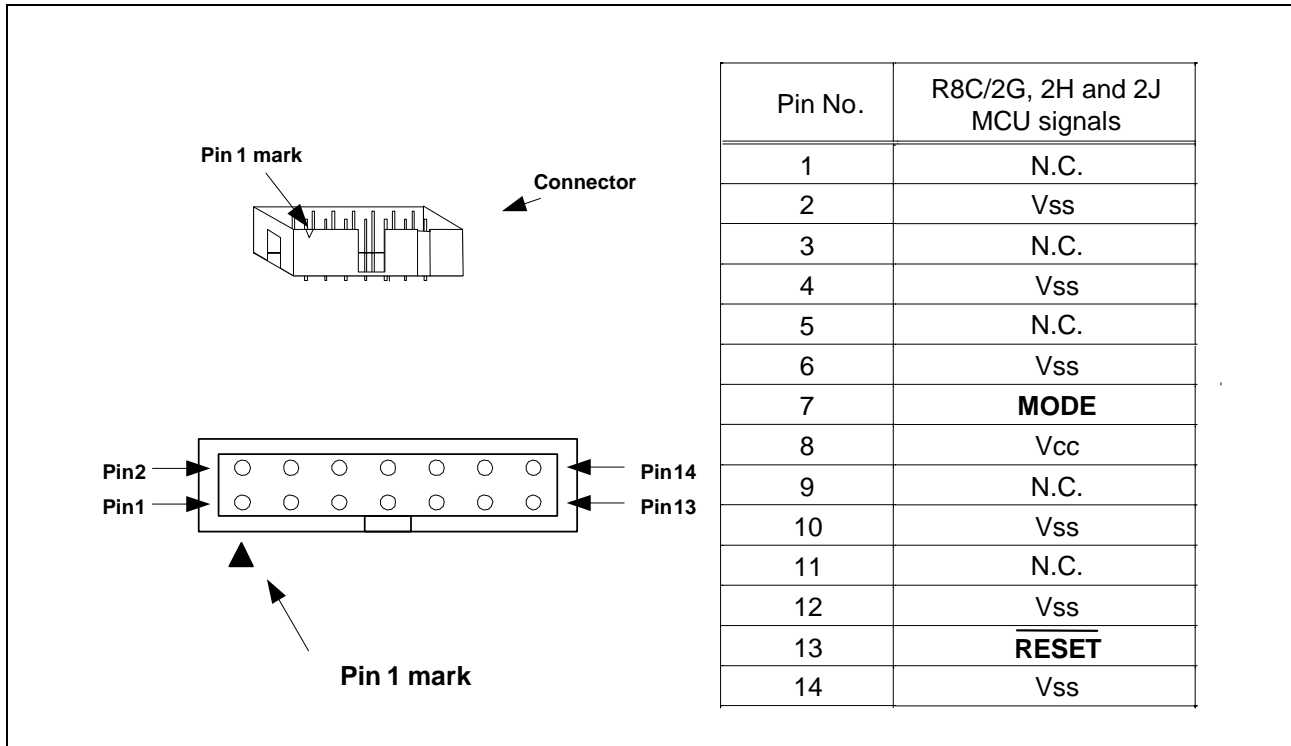 Pin 1 mark
Connector
Pin2
Pin1
Pin14
Pin13
Pin 1 mark
Pin No. R8C/2G, 2H and 2J
MCU signals
1 N.C.
2 Vss
3 N.C.
4 Vss
5 N.C.
6 Vss
7 MODE
8 Vcc
9 N.C.
10 Vss
11 N.C.
12 Vss
13 R̅E̅S̅E̅T̅
14 Vss